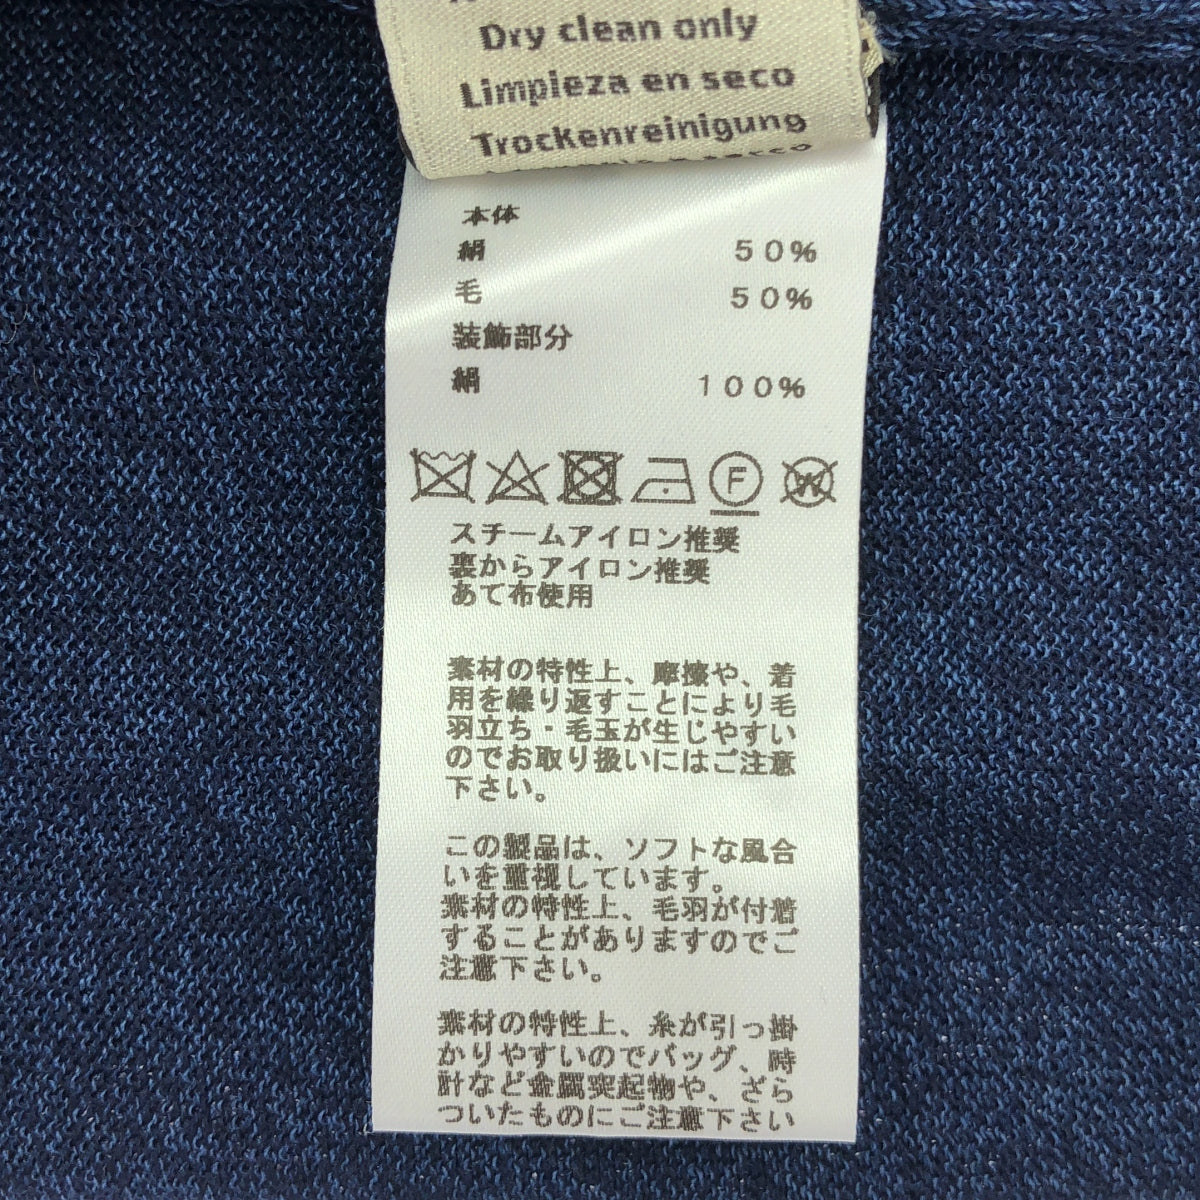 Dry clean only
Limpieza en seco
Trockenreinigung
a secco
本体
絹 50%
毛 50%
装飾部分
絹 100%
F W
スチームアイロン推奨
裏からアイロン推奨
あて布使用
素材の特性上、摩擦や、着
用を繰り返すことにより毛
羽立ち・毛玉が生じやすい
のでお取り扱いにはご注意
下さい。
この製品は、ソフトな風合
いを重視しています。
素材の特性上、毛羽が付着
することがありますのでご
注意下さい。
素材の特性上、糸が引っ掛
かりやすいのでバッグ、時
計など金属突起物や、ざら
ついたものにご注意下さい